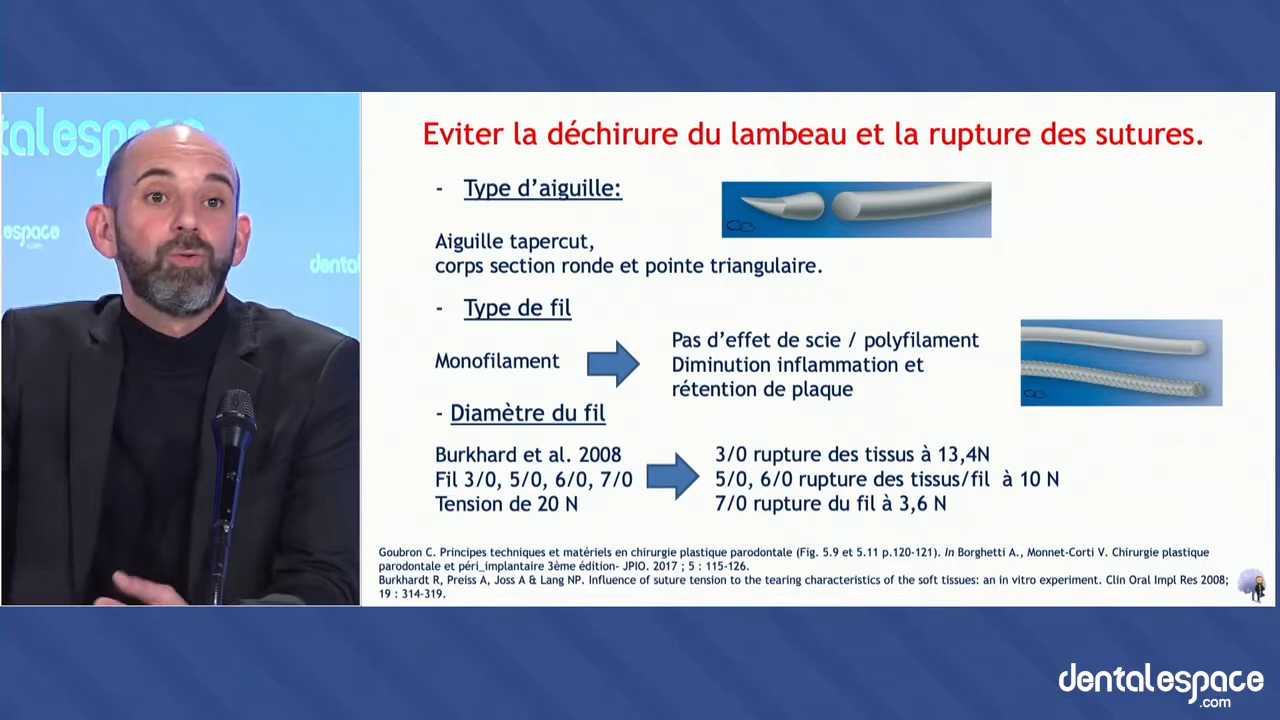 talespace
espace
.com
dental
Eviter la déchirure du lambeau et la rupture des sutures.
- Type d'aiguille:
Aiguille tapercut,
corps section ronde et pointe triangulaire.
- Type de fil
Monofilament
Pas d'effet de scie / polyfilament
Diminution inflammation et
rétention de plaque
- Diamètre du fil
Burkhard et al. 2008
Fil 3/0, 5/0, 6/0, 7/0
Tension de 20 N
3/0 rupture des tissus à 13,4N
5/0, 6/0 rupture des tissus/fil à 10 N
7/0 rupture du fil à 3,6 N
Goubron C. Principes techniques et matériels en chirurgie plastique parodontale (Fig. 5.9 et 5.11 p.120-121). In Borghetti A., Monnet-Corti V. Chirurgie plastique
parodontale et péri_implantaire 3ème édition- JPIO. 2017 ; 5 : 115-126.
Burkhardt R, Preiss A, Joss A & Lang NP. Influence of suture tension to the tearing characteristics of the soft tissues: an in vitro experiment. Clin Oral Impl Res 2008;
19 : 314-319.
dentalespace
.com